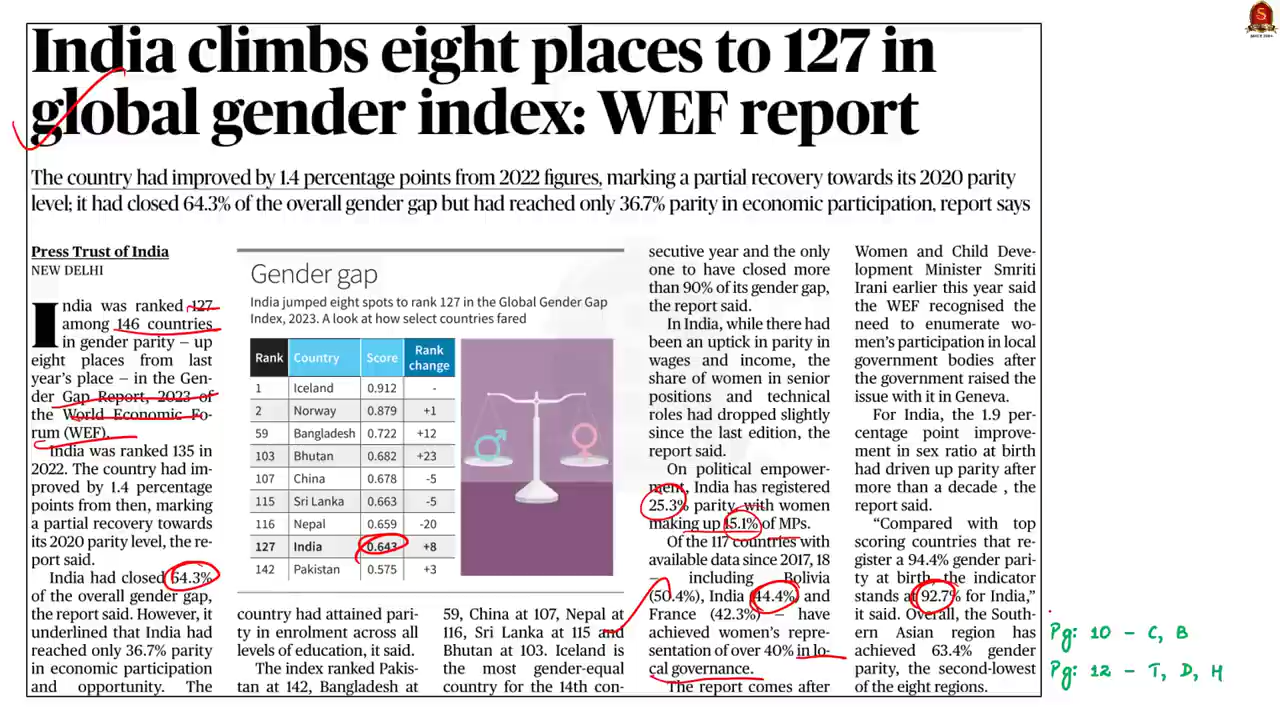 India climbs eight places to 127 in
global gender index: WEF report
The country had improved by 1.4 percentage points from 2022 figures, marking a partial recovery towards its 2020 parity
level; it had closed 64.3% of the overall gender gap but had reached only 36.7% parity in economic participation, report says
Press Trust of India
NEW DELHI
India was ranked 127
among 146 countries
in gender parity – up
eight places from last
year's place – in the Gen-
der Gap Report, 2023 of
the World Economic Fo-
rum (WEF).
India was ranked 135 in
2022. The country had im-
proved by 1.4 percentage
points from then, marking
a partial recovery towards
its 2020 parity level, the re-
port said.
India had closed 64.3%
of the overall gender gap,
the report said. However, it
underlined that India had
reached only 36.7% parity
in economic participation
and opportunity. The
Gender gap
India jumped eight spots to rank 127 in the Global Gender Gap
Index, 2023. A look at how select countries fared
Rank Country Score Rank change
1 Iceland 0.912 -
2 Norway 0.879 +1
59 Bangladesh 0.722 +12
103 Bhutan 0.682 +23
107 China 0.678 -5
115 Sri Lanka 0.663 -5
116 Nepal 0.659 -20
127 India 0.643 +8
142 Pakistan 0.575 +3
country had attained pari-
ty in enrolment across all
levels of education, it said.
The index ranked Pakis-
tan at 142, Bangladesh at
59, China at 107, Nepal at
116, Sri Lanka at 115 and
Bhutan at 103. Iceland is
the most gender-equal
country for the 14th con-
secutive year and the only
one to have closed more
than 90% of its gender gap,
the report said.
In India, while there had
been an uptick in parity in
wages and income, the
share of women in senior
positions and technical
roles had dropped slightly
since the last edition, the
report said.
On political empower-
ment, India has registered
25.3% parity, with women
making up 15.1% of MPs.
Of the 117 countries with
available data since 2017, 18
– including Bolivia
(50.4%), India (44.4%) and
France (42.3%) – have
achieved women's repre-
sentation of over 40% in lo-
cal governance.
The report comes after
Women and Child Deve-
lopment Minister Smriti
Irani earlier this year said
the WEF recognised the
need to enumerate wo-
men's participation in local
government bodies after
the government raised the
issue with it in Geneva.
For India, the 1.9 per-
centage point improve-
ment in sex ratio at birth
had driven up parity after
more than a decade , the
report said.
"Compared with top
scoring countries that re-
gister a 94.4% gender pari-
ty at birth, the indicator
stands at 92.7% for India,"
it said. Overall, the South-
ern Asian region has
achieved 63.4% gender
parity, the second-lowest
of the eight regions.
Pg: 10 - C, B
Pg: 12 - T, D, H